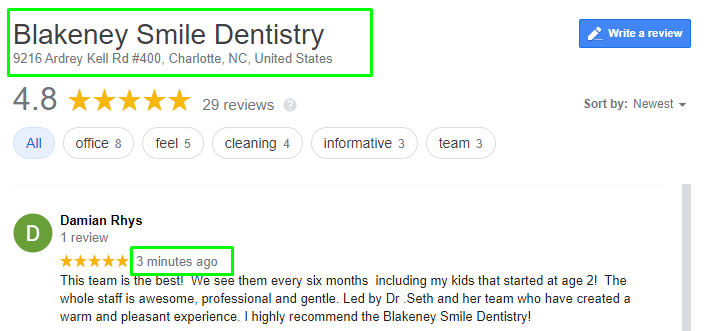 Blakeney Smile Dentistry
9216 Ardrey Kell Rd #400, Charlotte, NC, United States
Write a review
4.8 29 reviews ?
Sort by: Newest
All
office 8
feel 5
cleaning 4
informative 3
team 3
D
Damian Rhys
1 review
3 minutes ago
This team is the best!  We see them every six months  including my kids that started at age 2!  The
whole staff is awesome, professional and gentle. Led by Dr .Seth and her team who have created a
warm and pleasant experience. I highly recommend the Blakeney Smile Dentistry!